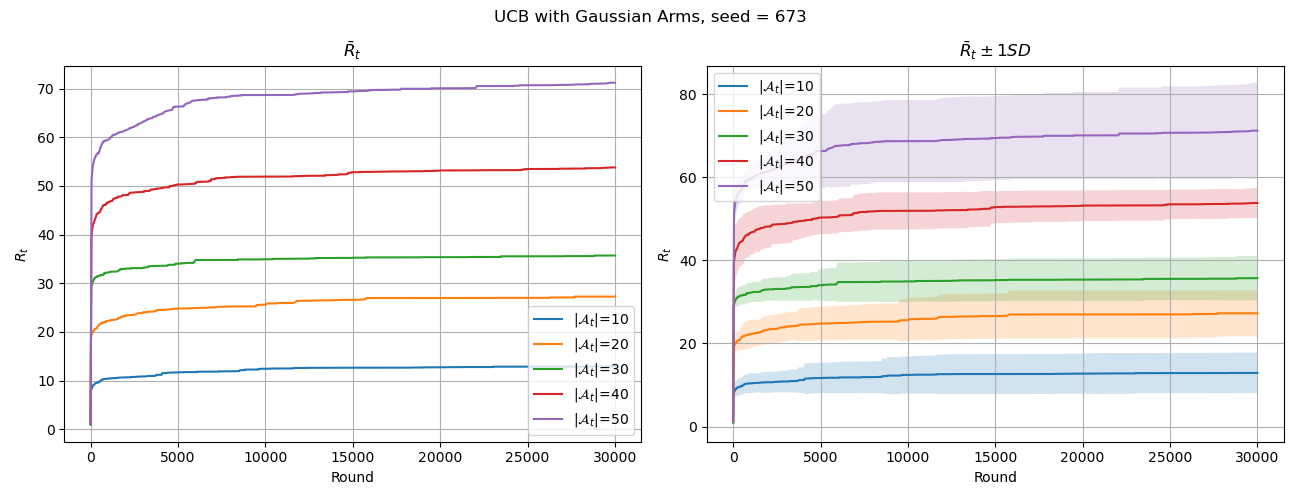 UCB with Gaussian Arms, seed = 673
R̄ₜ
70
60
50
40
30
20
10
0
Rₜ
0 5000 10000 15000 20000 25000 30000
Round
|𝒜ₜ|=10
|𝒜ₜ|=20
|𝒜ₜ|=30
|𝒜ₜ|=40
|𝒜ₜ|=50
R̄ₜ ± 1SD
80
60
40
20
0
Rₜ
0 5000 10000 15000 20000 25000 30000
Round
|𝒜ₜ|=10
|𝒜ₜ|=20
|𝒜ₜ|=30
|𝒜ₜ|=40
|𝒜ₜ|=50